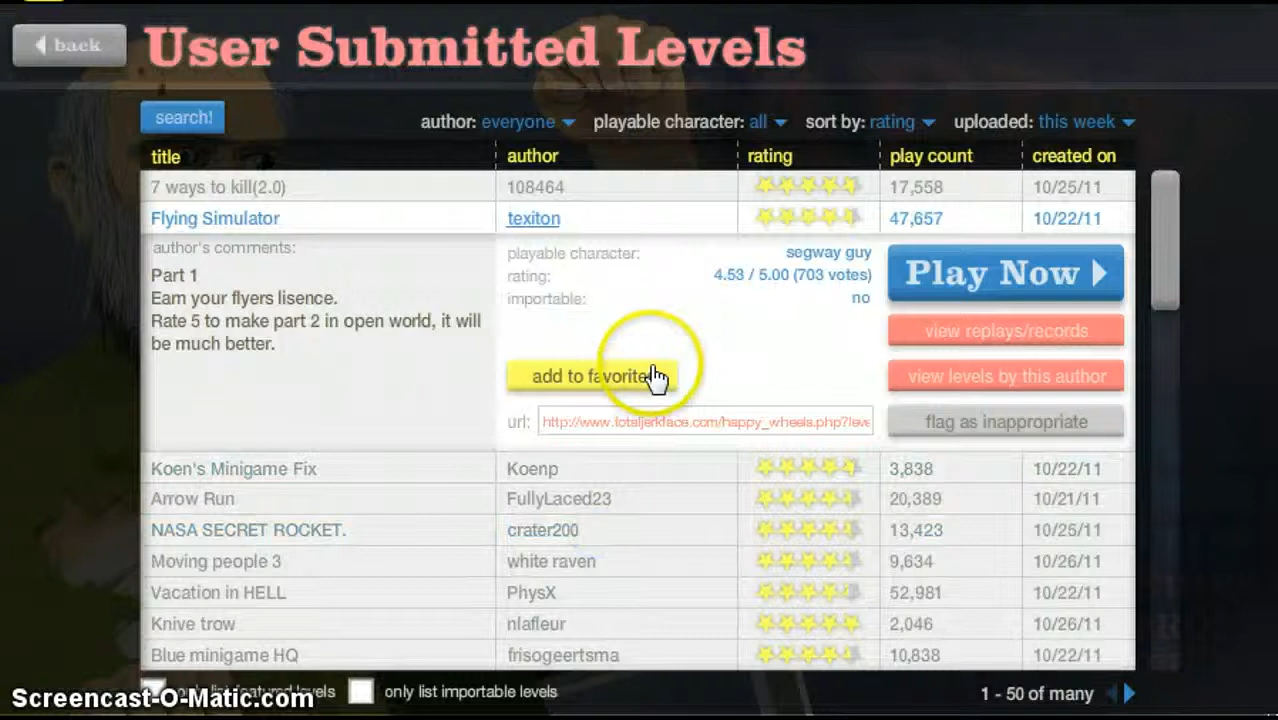 back
User Submitted Levels
search!
author: everyone playable character: all sort by: rating uploaded: this week
title author rating play count created on
7 ways to kill(2.0) 108464 17,558 10/25/11
Flying Simulator texiton 47,657 10/22/11
author's comments:
Part 1
Earn your flyers lisence.
Rate 5 to make part 2 in open world, it will
be much better.
playable character: segway guy
rating: 4.53 / 5.00 (703 votes)
importable: no
add to favorites
url: http://www.totaljerkface.com/happy_wheels.php?leve
Play Now
view replays/records
view levels by this author
flag as inappropriate
Koen's Minigame Fix Koenp 3,838 10/22/11
Arrow Run FullyLaced23 20,389 10/21/11
NASA SECRET ROCKET. crater200 13,423 10/25/11
Moving people 3 white raven 9,634 10/26/11
Vacation in HELL PhysX 52,981 10/22/11
Knive trow nlafleur 2,046 10/26/11
Blue minigame HQ frisogeertsma 10,838 10/22/11
only list featured levels only list importable levels 1 - 50 of many
Screencast-O-Matic.com